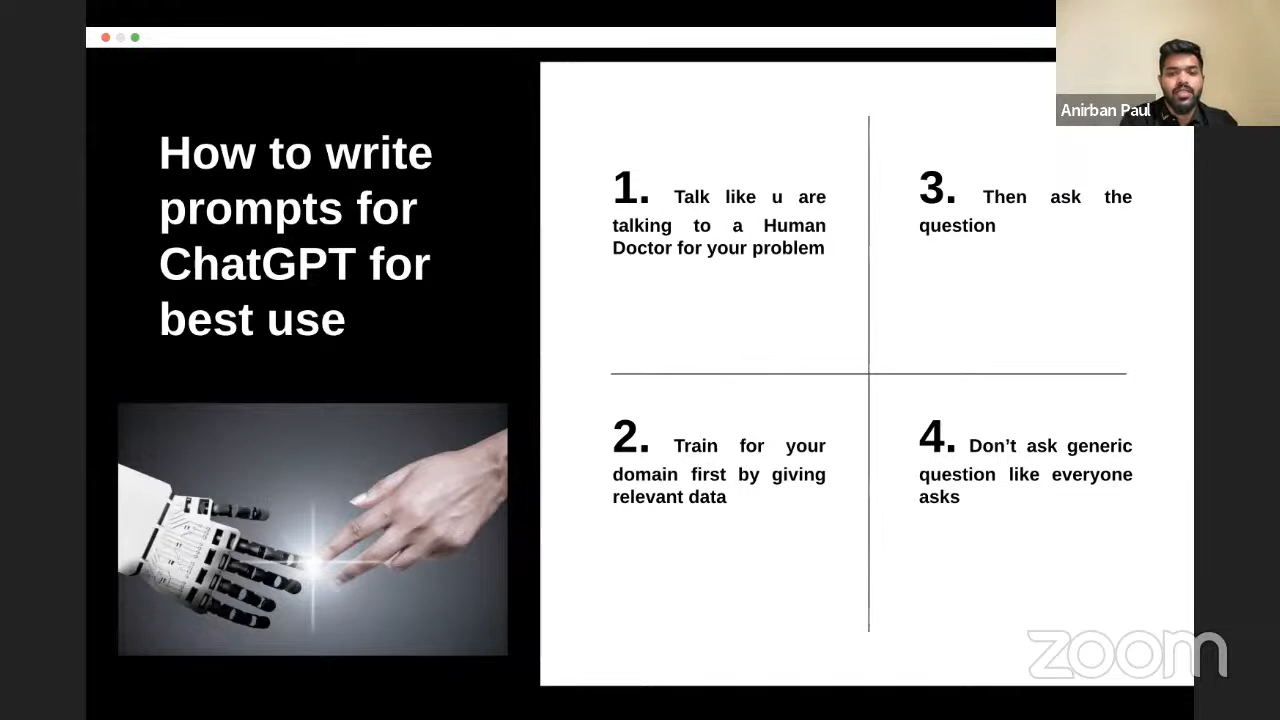 How to write
prompts for
ChatGPT for
best use
1. Talk like u are
talking to a Human
Doctor for your problem
2. Train for your
domain first by giving
relevant data
3. Then ask the
question
4. Don’t ask generic
question like everyone
asks
Anirban Paul
zoom